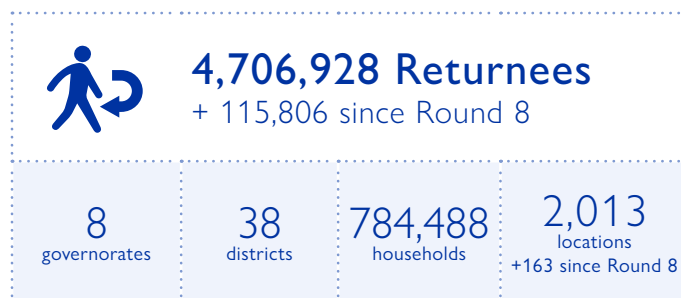 4,706,928 Returnees
+ 115,806 since Round 8
8
governorates
38
districts
784,488
households
2,013
locations
+163 since Round 8